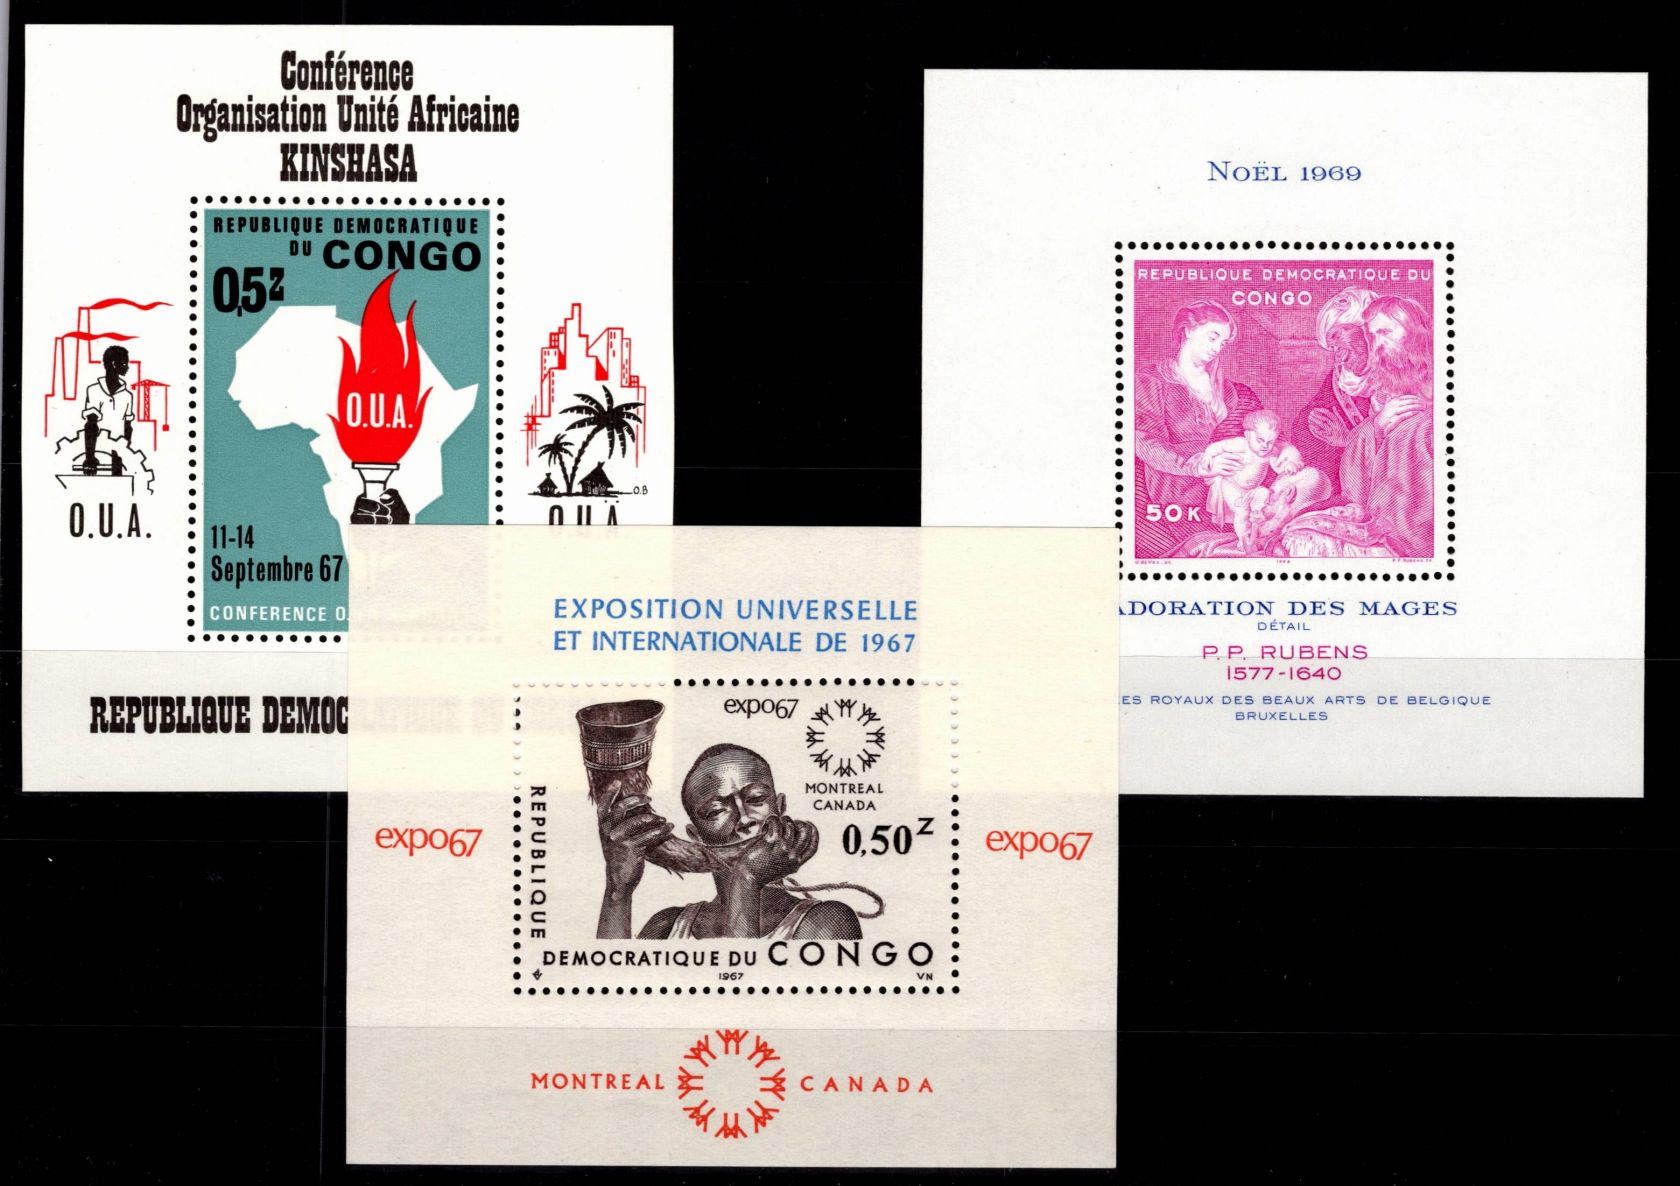 Conférence
Organisation Unité Africaine
KINSHASA
REPUBLIQUE DEMOCRATIQUE
DU CONGO
0,5Z
O.U.A.
11-14
Septembre 67
CONFERENCE O.
O.U.A.
O.B
O.U.A
REPUBLIQUE DEMOC
NOËL 1969
REPUBLIQUE DEMOCRATIQUE DU
CONGO
50K
1969
P.P. RUBENS
ADORATION DES MAGES
DÉTAIL
P.P. RUBENS
1577-1640
ES ROYAUX DES BEAUX ARTS DE BELGIQUE
BRUXELLES
EXPOSITION UNIVERSELLE
ET INTERNATIONALE DE 1967
expo67
MONTREAL
CANADA
0,50Z
REPUBLIQUE
DEMOCRATIQUE DU CONGO
1967
VN
expo67
expo67
MONTREAL CANADA